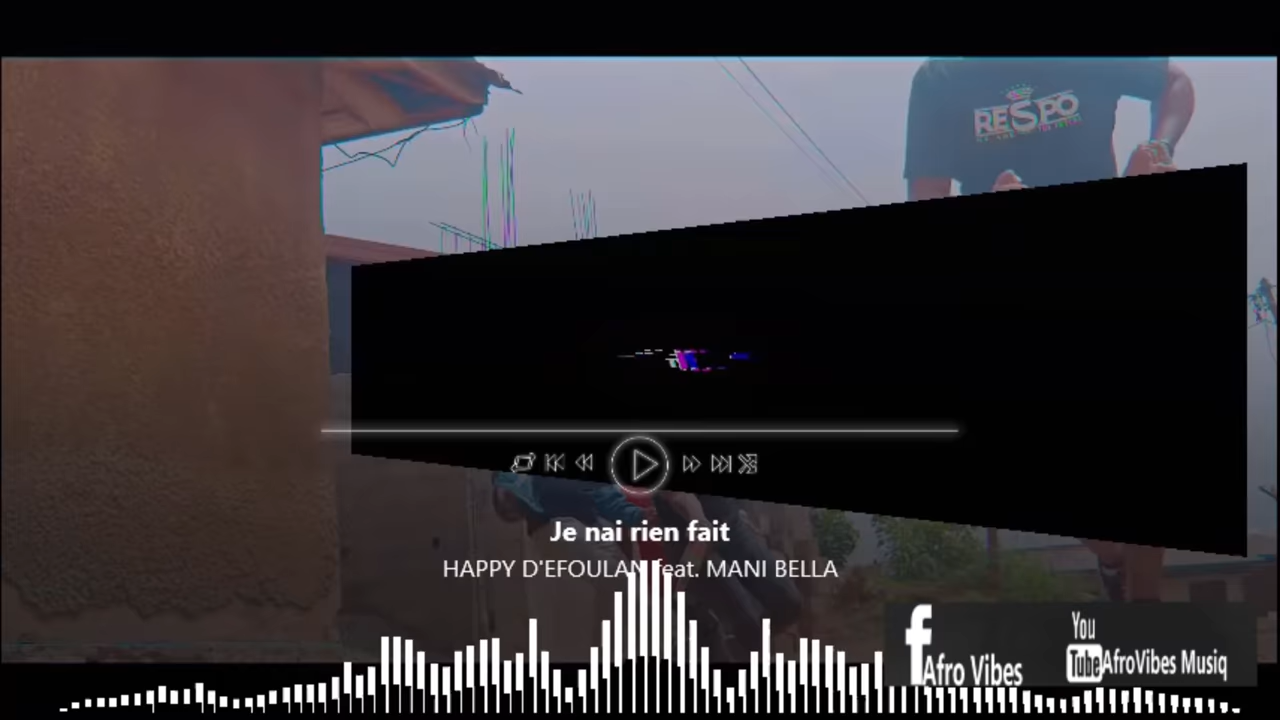 RESPO
Je nai rien fait
HAPPY D'EFOULAN feat. MANI BELLA
f Afro Vibes
You Tube AfroVibes Musiq